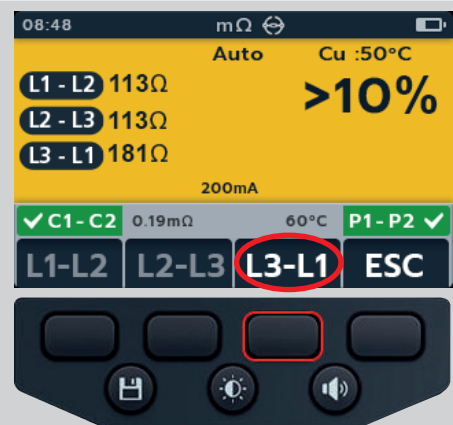 08:48 mΩ
Auto Cu :50°C
L1 - L2 113Ω >10%
L2 - L3 113Ω
L3 - L1 181Ω
200mA
✓ C1 - C2 0.19mΩ 60°C P1 - P2 ✓
L1-L2 L2-L3 L3-L1 ESC